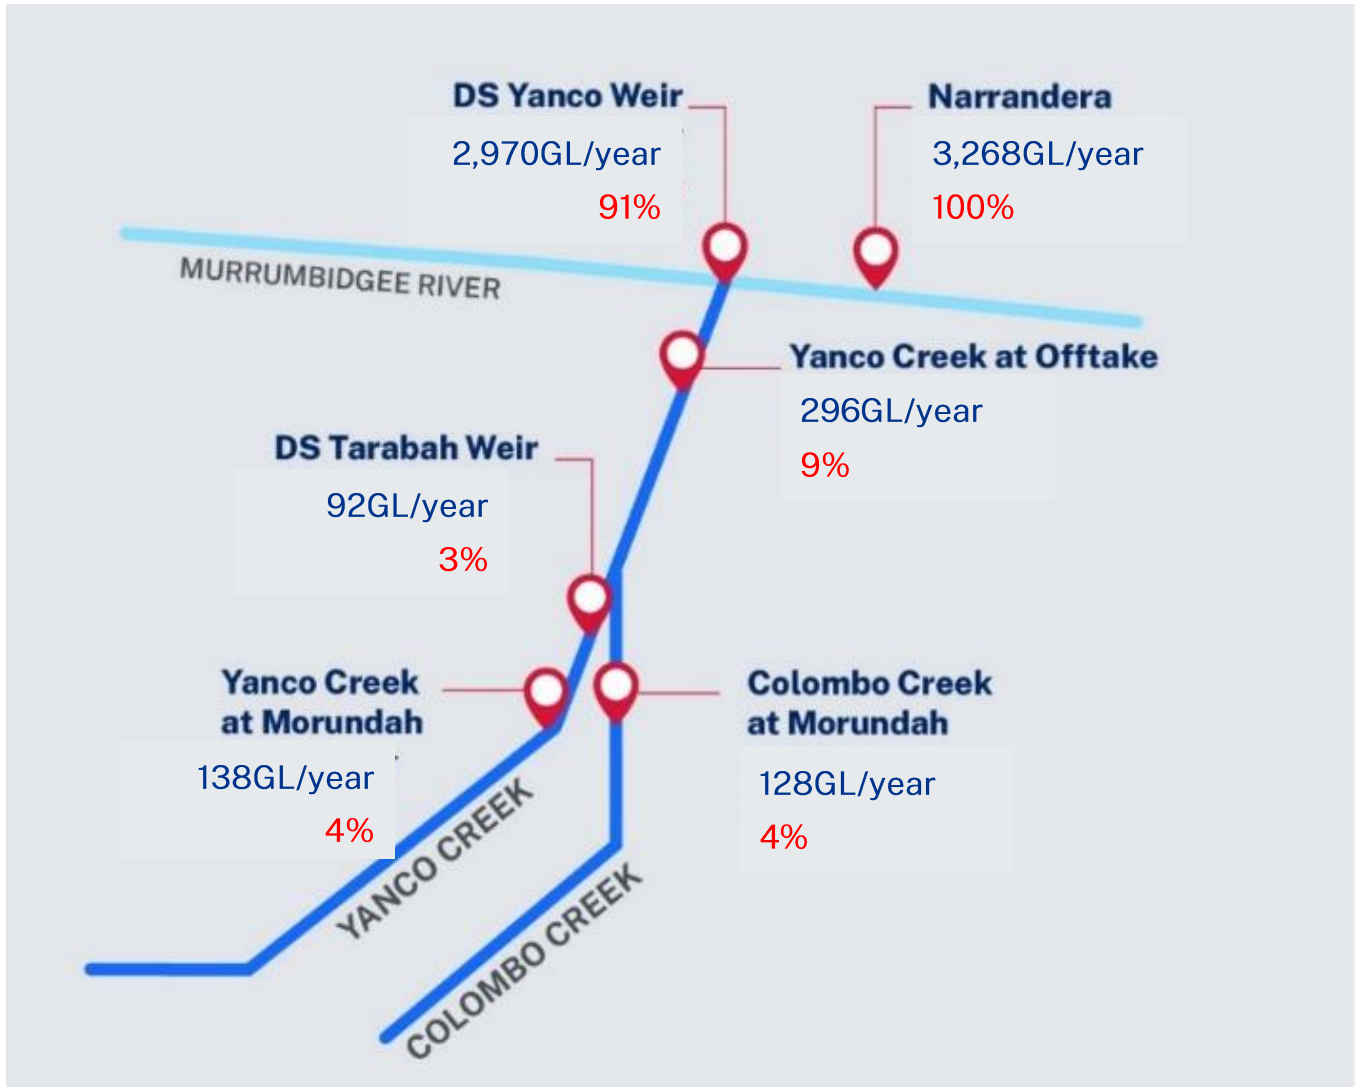 DS Yanco Weir
2,970GL/year
91%
Narrandera
3,268GL/year
100%
MURRUMBIDGEE RIVER
Yanco Creek at Offtake
296GL/year
9%
DS Tarabah Weir
92GL/year
3%
Yanco Creek
at Morundah
138GL/year
4%
Colombo Creek
at Morundah
128GL/year
4%
YANCO CREEK
COLOMBO CREEK